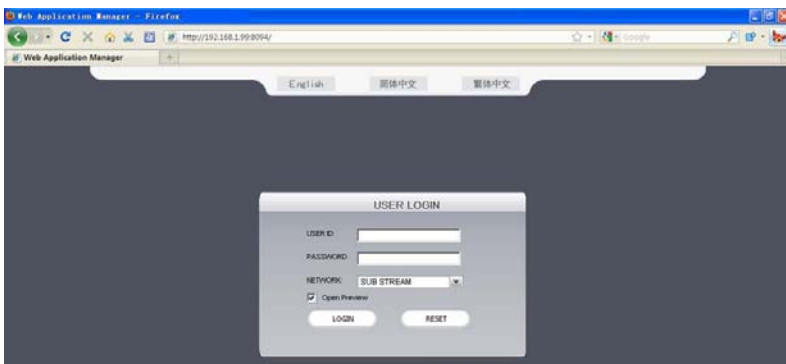 Web Application Manager - Firefox
http://192.168.1.99:8094/
Google
Web Application Manager
English 简体中文 繁体中文
USER LOGIN
USER ID:
PASSWORD:
NETWORK: SUB STREAM
Open Preview
LOGIN RESET